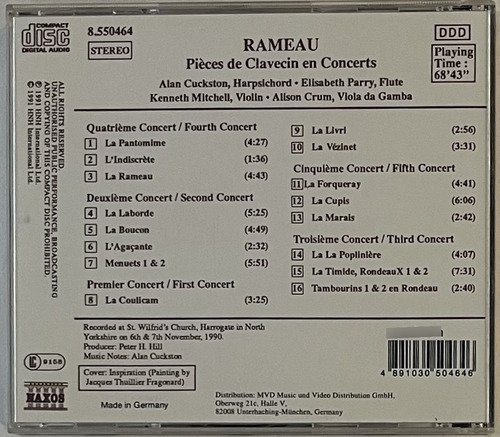 COMPACT
disc
DIGITAL AUDIO
8.550464
STEREO
RAMEAU
Pièces de Clavecin en Concerts
Alan Cuckston, Harpsichord • Elisabeth Parry, Flute
Kenneth Mitchell, Violin • Alison Crum, Viola da Gamba
DDD
Playing
Time :
68'43"
ALL RIGHTS RESERVED.
UNAUTHORISED PUBLIC PERFORMANCE, BROADCASTING
AND COPYING OF THIS COMPACT DISC PROHIBITED.
℗ 1991 HNH International Ltd.
© 1991 HNH International Ltd.
Quatrième Concert / Fourth Concert
1 La Pantomime (4:27)
2 L'Indiscrète (1:36)
3 La Rameau (4:43)
Deuxième Concert / Second Concert
4 La Laborde (5:25)
5 La Boucon (4:49)
6 L'Agaçante (2:32)
7 Menuets 1 & 2 (5:51)
Premier Concert / First Concert
8 La Coulicam (3:25)
9 La Livri (2:56)
10 La Vézinet (3:31)
Cinquième Concert / Fifth Concert
11 La Forqueray (4:41)
12 La Cupis (6:06)
13 La Marais (2:42)
Troisième Concert / Third Concert
14 La La Poplinière (4:07)
15 La Timide, RondeauX 1 & 2 (7:31)
16 Tambourins 1 & 2 en Rondeau (2:40)
Recorded at St. Wilfrid's Church, Harrogate in North
Yorkshire on 6th & 7th November, 1990.
Producer: Peter H. Hill
Music Notes: Alan Cuckston
Cover: Inspiration (Painting by
Jacques Thuillier Fragonard)
LC 9158
NAXOS
Made in Germany
4 891030 504646
Distribution: MVD Music und Video Distribution GmbH,
Oberweg 21c, Halle V,
82008 Unterhaching-München, Germany